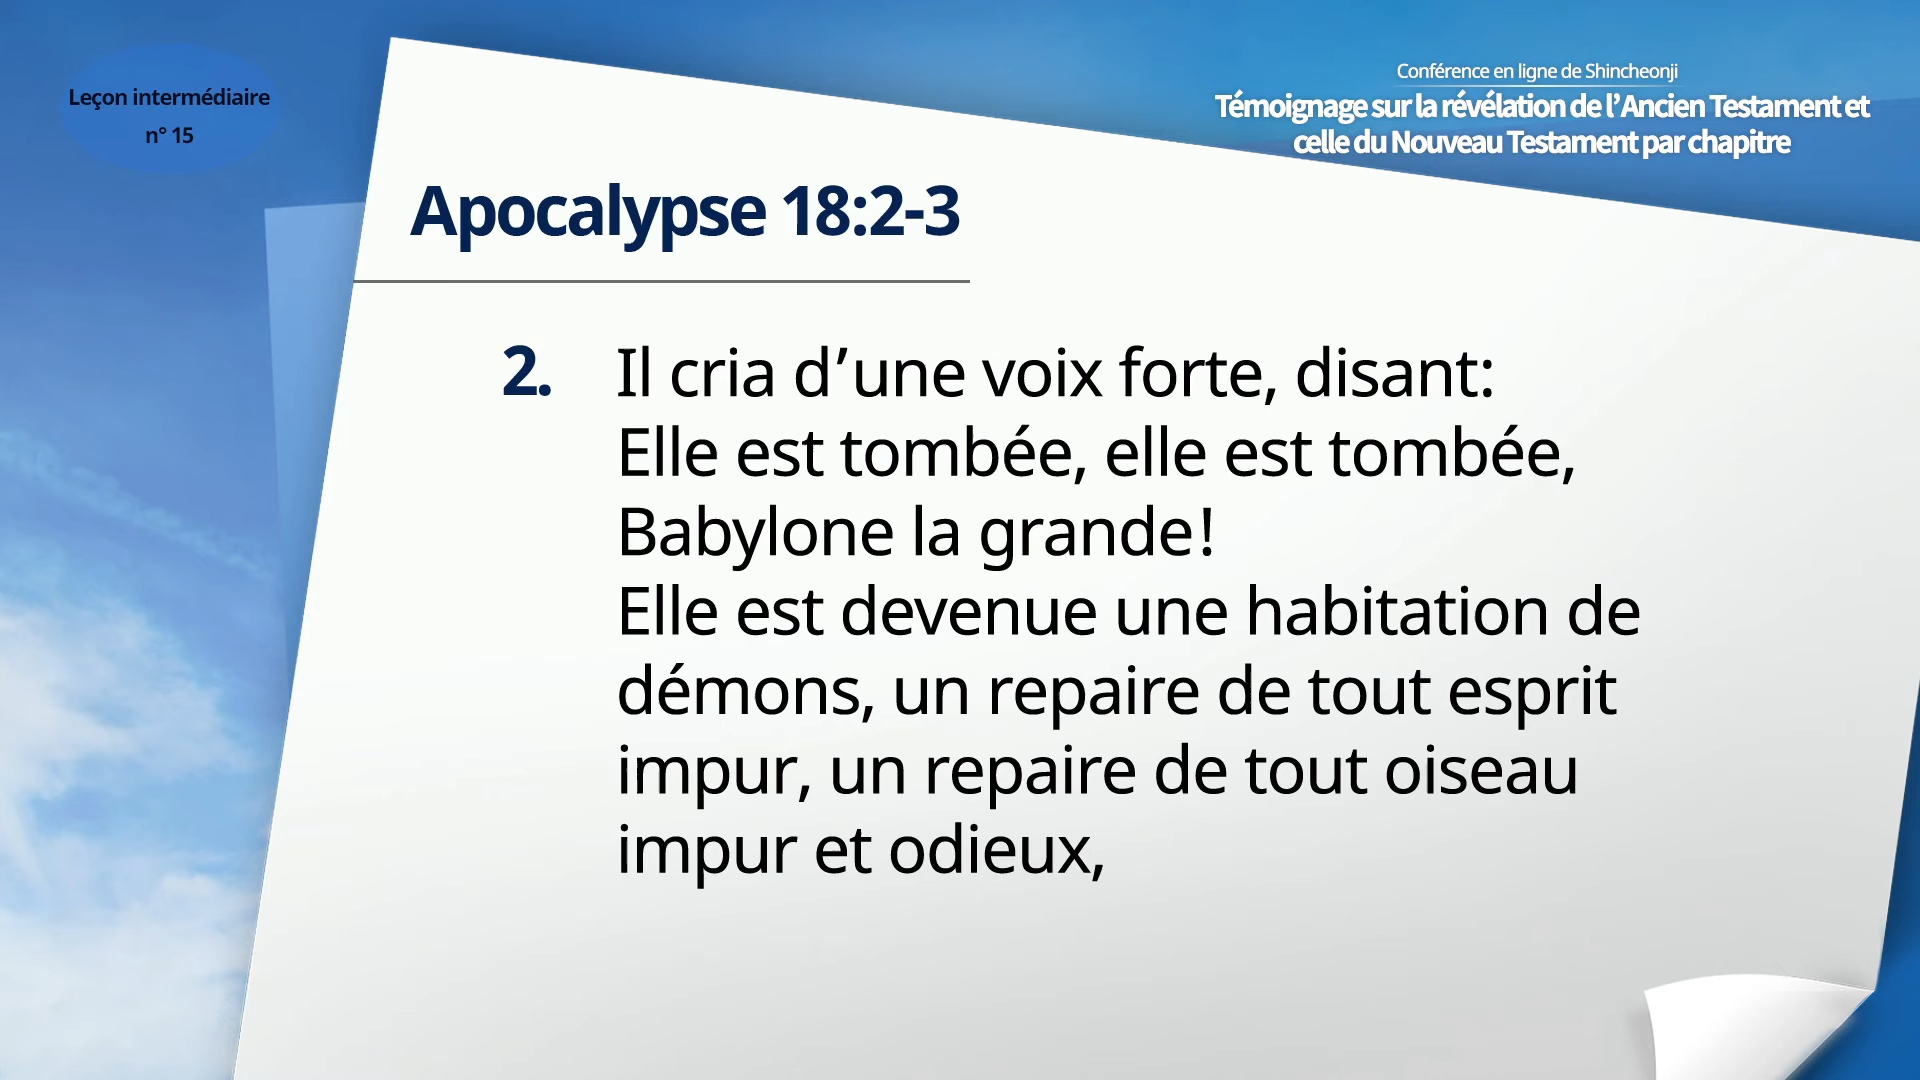 Leçon intermédiaire
n° 15
Conférence en ligne de Shincheonji
Témoignage sur la révélation de l’Ancien Testament et
celle du Nouveau Testament par chapitre
Apocalypse 18:2-3
2. Il cria d’une voix forte, disant:
Elle est tombée, elle est tombée,
Babylone la grande!
Elle est devenue une habitation de
démons, un repaire de tout esprit
impur, un repaire de tout oiseau
impur et odieux,